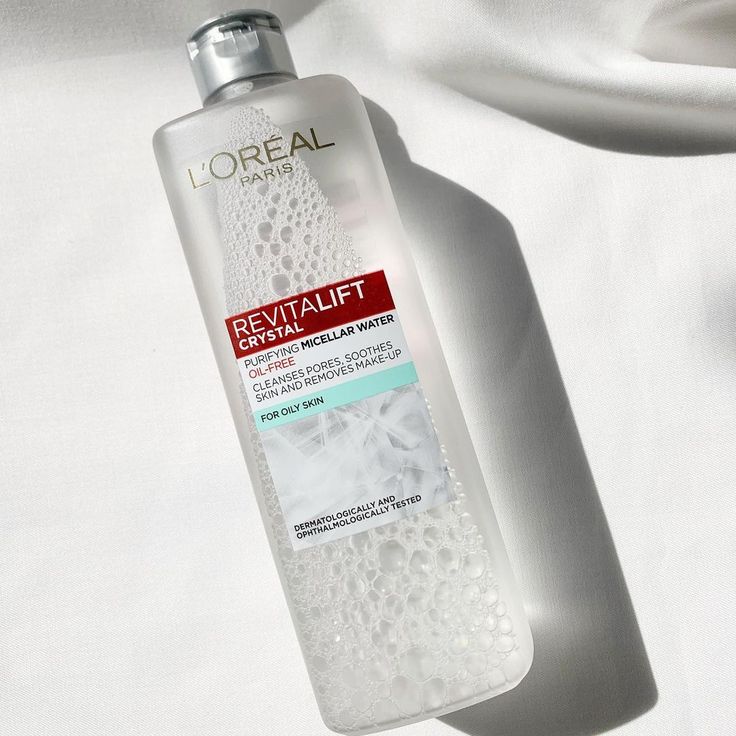 L'ORÉAL
PARIS
REVITALIFT
CRYSTAL
PURIFYING MICELLAR WATER
OIL-FREE
CLEANSES PORES, SOOTHES
SKIN AND REMOVES MAKE-UP
FOR OILY SKIN
DERMATOLOGICALLY AND
OPHTHALMOLOGICALLY TESTED